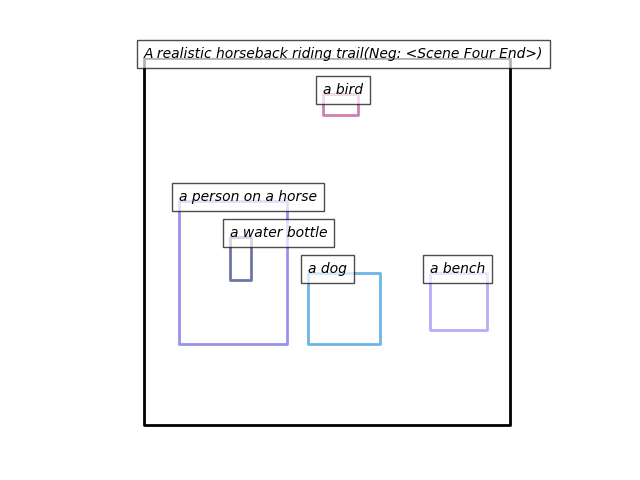 A realistic horseback riding trail(Neg: <Scene Four End>)
a bird
a person on a horse
a water bottle
a dog
a bench